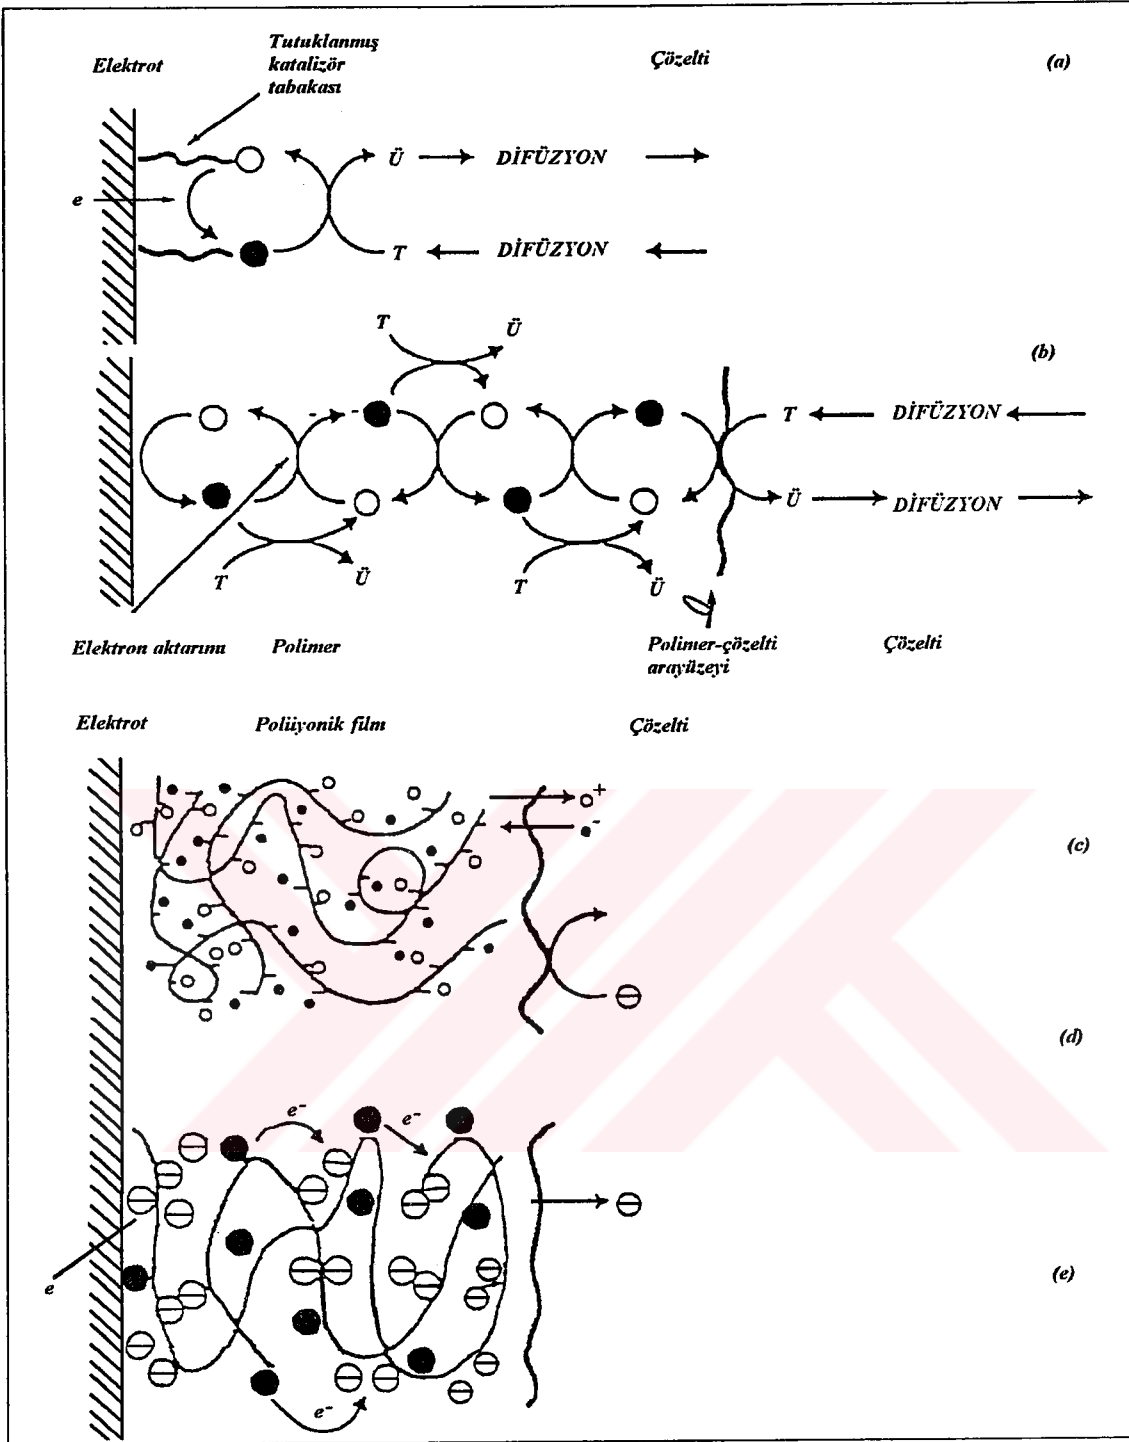 Elektrot
Tutuklanmış
katalizör
tabakası
Çözelti
(a)
Ü
DİFÜZYON
e
T
DİFÜZYON
T
Ü
(b)
T
DİFÜZYON
Ü
DİFÜZYON
T
Ü
T
Ü
Elektron aktarımı
Polimer
Polimer-çözelti
arayüzeyi
Çözelti
Elektrot
Poliiyonik film
Çözelti
+
-
(c)
(d)
e-
e-
e
(e)
e-